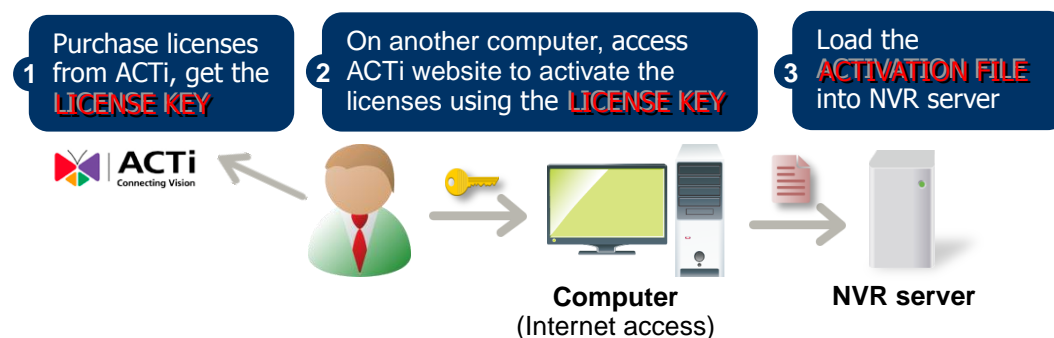 1
Purchase licenses
from ACTi, get the
LICENSE KEY
2
On another computer, access
ACTi website to activate the
licenses using the LICENSE KEY
3
Load the
ACTIVATION FILE
into NVR server
ACTi
Connecting Vision
Computer
(Internet access)
NVR server